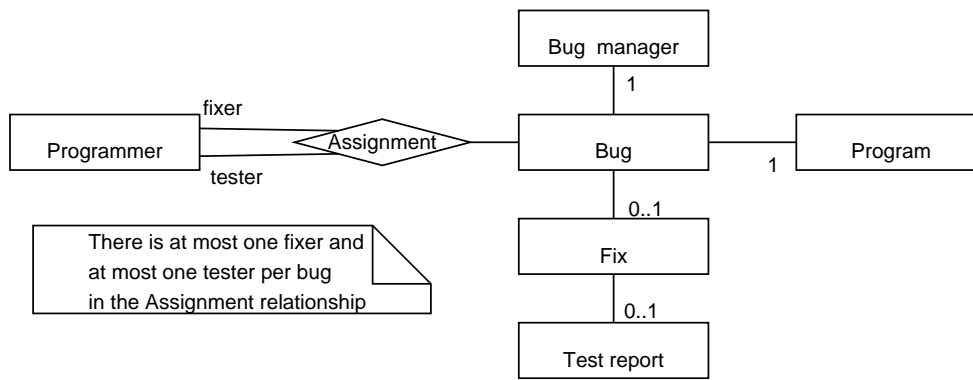 Bug manager
1
fixer
Programmer
Assignment
Bug
Program
1
tester
0..1
There is at most one fixer and
at most one tester per bug
in the Assignment relationship
Fix
0..1
Test report